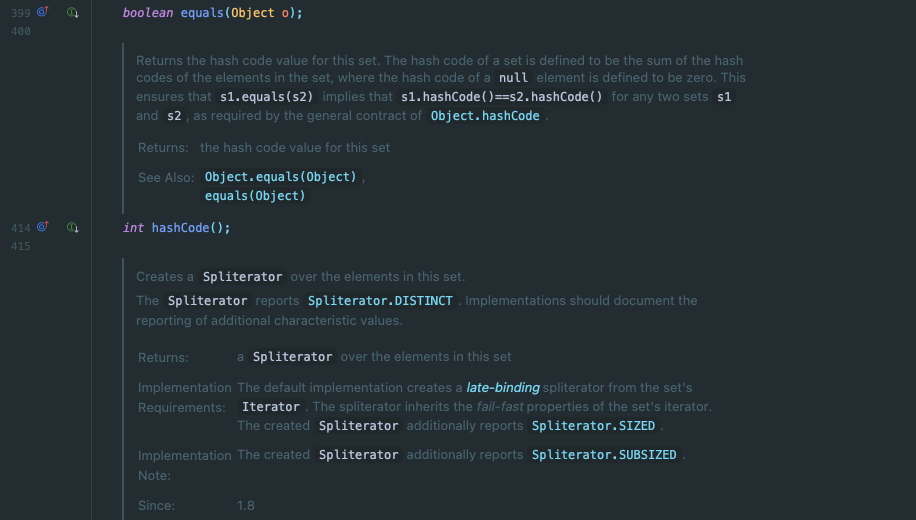 399 boolean equals(Object o);
400
Returns the hash code value for this set. The hash code of a set is defined to be the sum of the hash
codes of the elements in the set, where the hash code of a null element is defined to be zero. This
ensures that s1.equals(s2) implies that s1.hashCode()==s2.hashCode() for any two sets s1
and s2 , as required by the general contract of Object.hashCode .
Returns: the hash code value for this set
See Also: Object.equals(Object) ,
equals(Object)
414 int hashCode();
415
Creates a Spliterator over the elements in this set.
The Spliterator reports Spliterator.DISTINCT . Implementations should document the
reporting of additional characteristic values.
Returns: a Spliterator over the elements in this set
Implementation The default implementation creates a late-binding spliterator from the set's
Requirements: Iterator . The spliterator inherits the fail-fast properties of the set's iterator.
The created Spliterator additionally reports Spliterator.SIZED .
Implementation The created Spliterator additionally reports Spliterator.SUBSIZED .
Note:
Since: 1.8